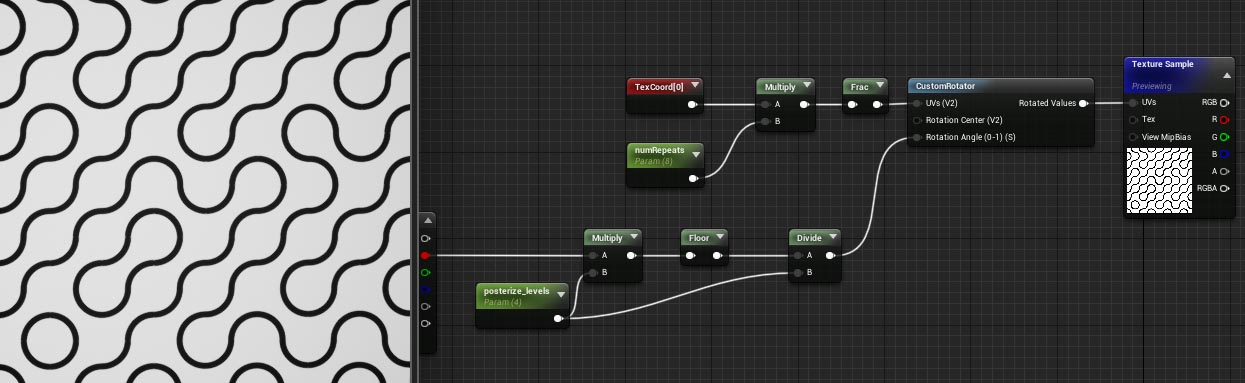 TexCoord[0]
numRepeats
Param (8)
Multiply
A
B
Frac
CustomRotator
UVs (V2)
Rotated Values
Rotation Center (V2)
Rotation Angle (0-1) (S)
Texture Sample
Previewing
UVs
RGB
Tex
R
View MipBias
G
B
A
RGBA
posterize_levels
Param (4)
Multiply
A
B
Floor
Divide
A
B